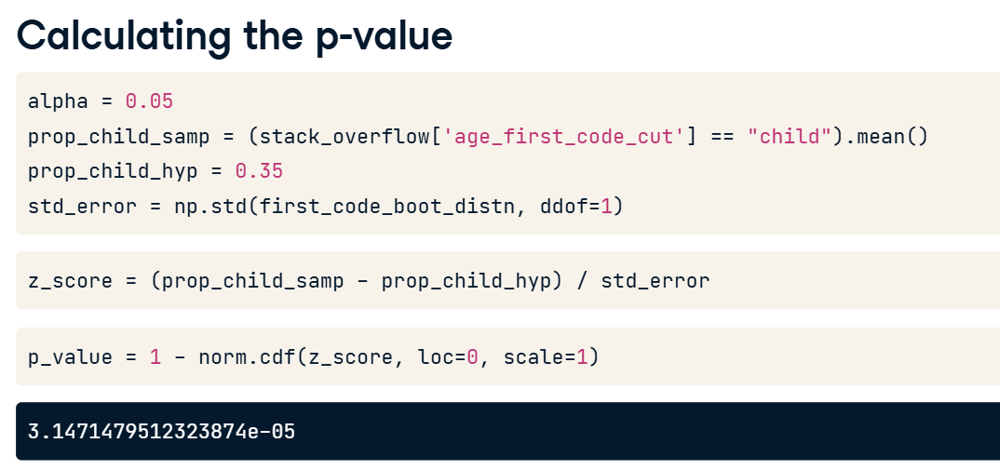 Calculating the p-value
alpha = 0.05
prop_child_samp = (stack_overflow['age_first_code_cut'] == "child").mean()
prop_child_hyp = 0.35
std_error = np.std(first_code_boot_distn, ddof=1)
z_score = (prop_child_samp - prop_child_hyp) / std_error
p_value = 1 - norm.cdf(z_score, loc=0, scale=1)
3.1471479512323874e-05